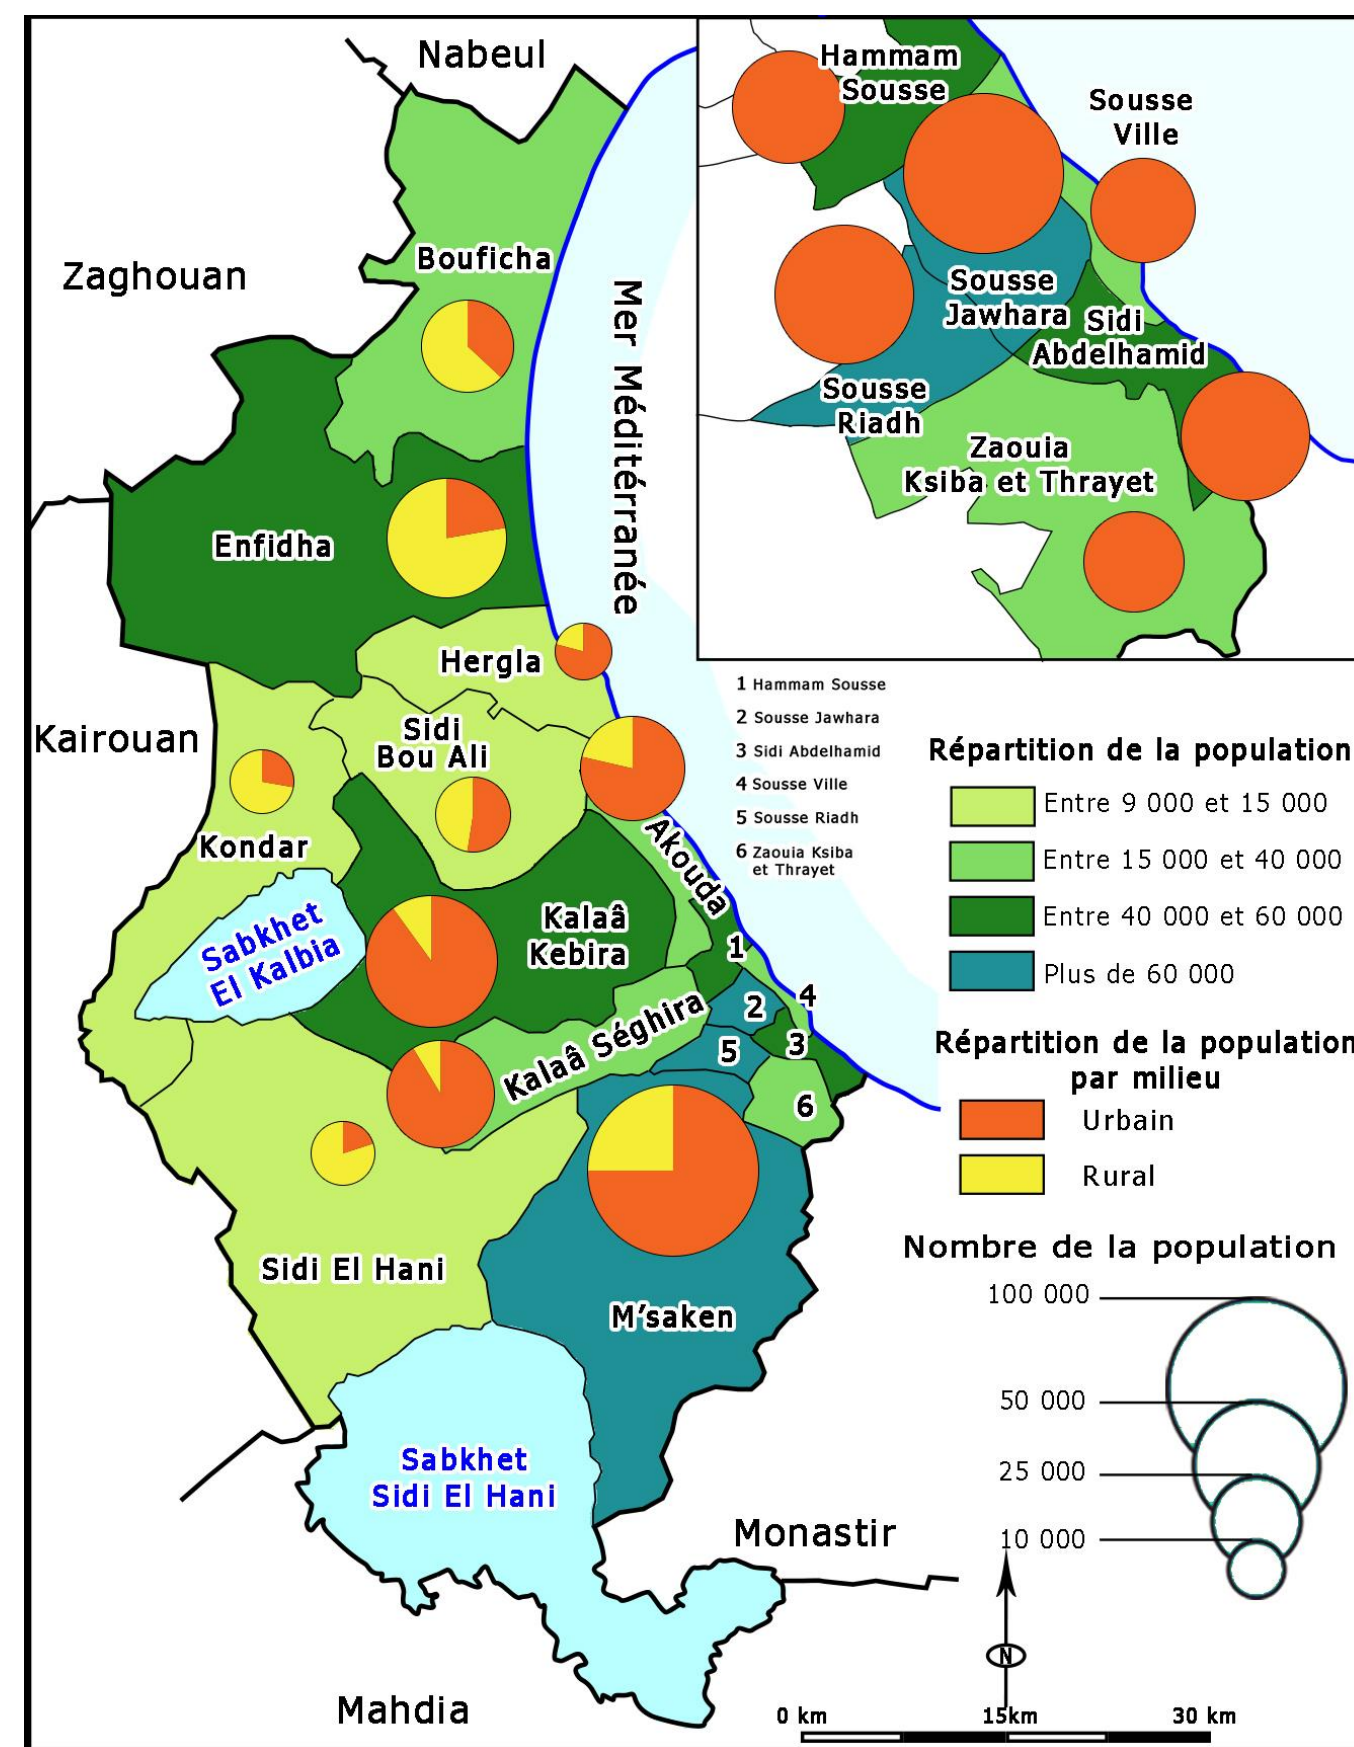 Nabeul
Zaghouan
Bouficha
Mer Méditérranée
Enfidha
Hergla
Kairouan
Sidi
Bou Ali
Kondar
Akouda
Sabkhet
El Kalbia
Kalaâ
Kebira
Kalaâ Séghira
1
2
3
4
5
6
Sidi El Hani
M'saken
Sabkhet
Sidi El Hani
Monastir
Mahdia
Hammam
Sousse
Sousse
Ville
Sousse
Jawhara
Sidi
Abdelhamid
Sousse
Riadh
Zaouia
Ksiba et Thrayet
1 Hammam Sousse
2 Sousse Jawhara
3 Sidi Abdelhamid
4 Sousse Ville
5 Sousse Riadh
6 Zaouia Ksiba
et Thrayet
Répartition de la population
Entre 9 000 et 15 000
Entre 15 000 et 40 000
Entre 40 000 et 60 000
Plus de 60 000
Répartition de la population
par milieu
Urbain
Rural
Nombre de la population
100 000
50 000
25 000
10 000
N
0 km 15km 30 km